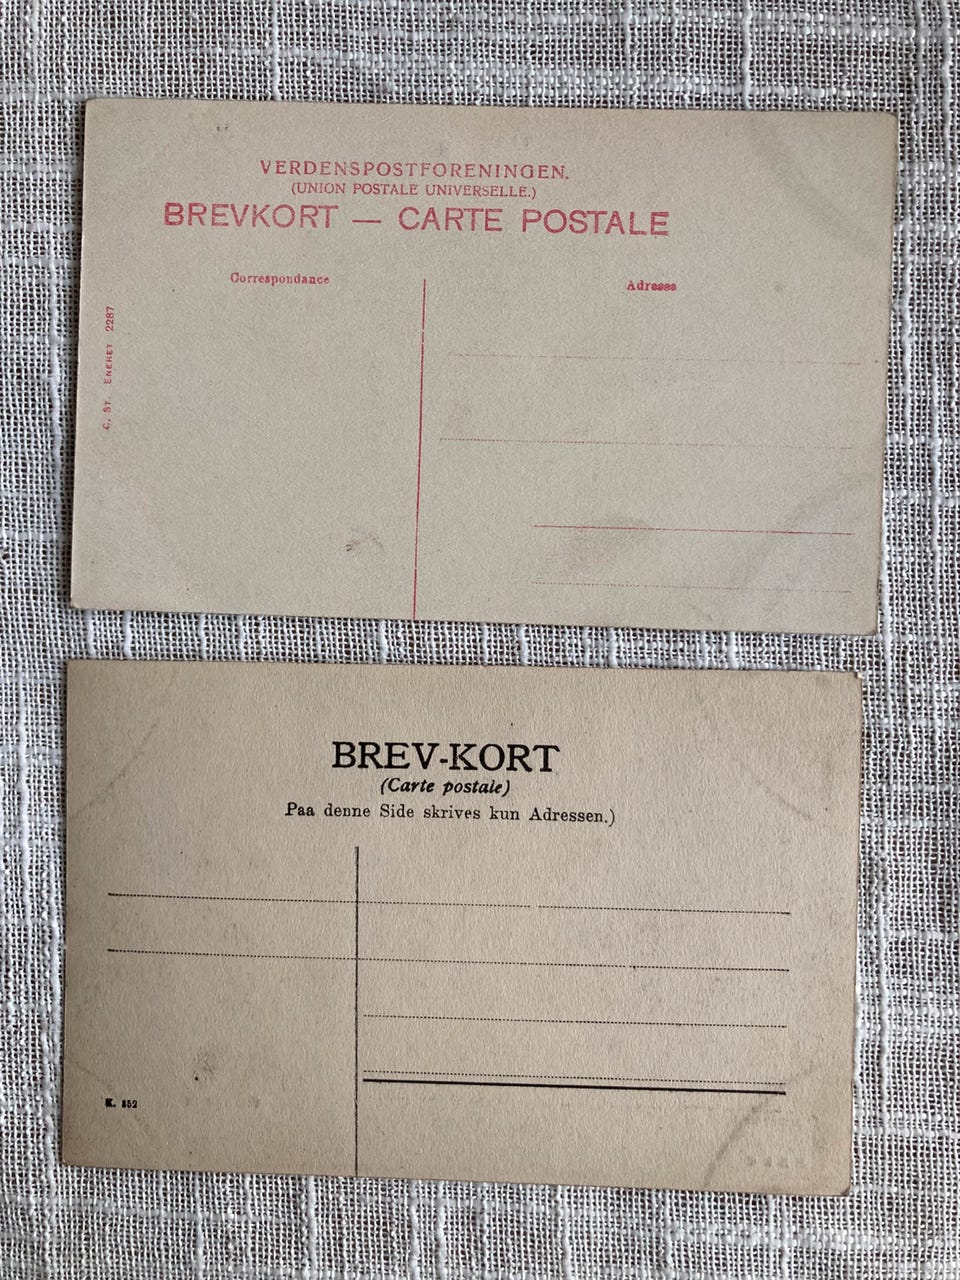 VERDENSPOSTFORENINGEN.
(UNION POSTALE UNIVERSELLE.)
BREVKORT — CARTE POSTALE
Correspondance
Adresse
C. ST. ENERET 2287
BREV-KORT
(Carte postale)
Paa denne Side skrives kun Adressen.)
K. 852